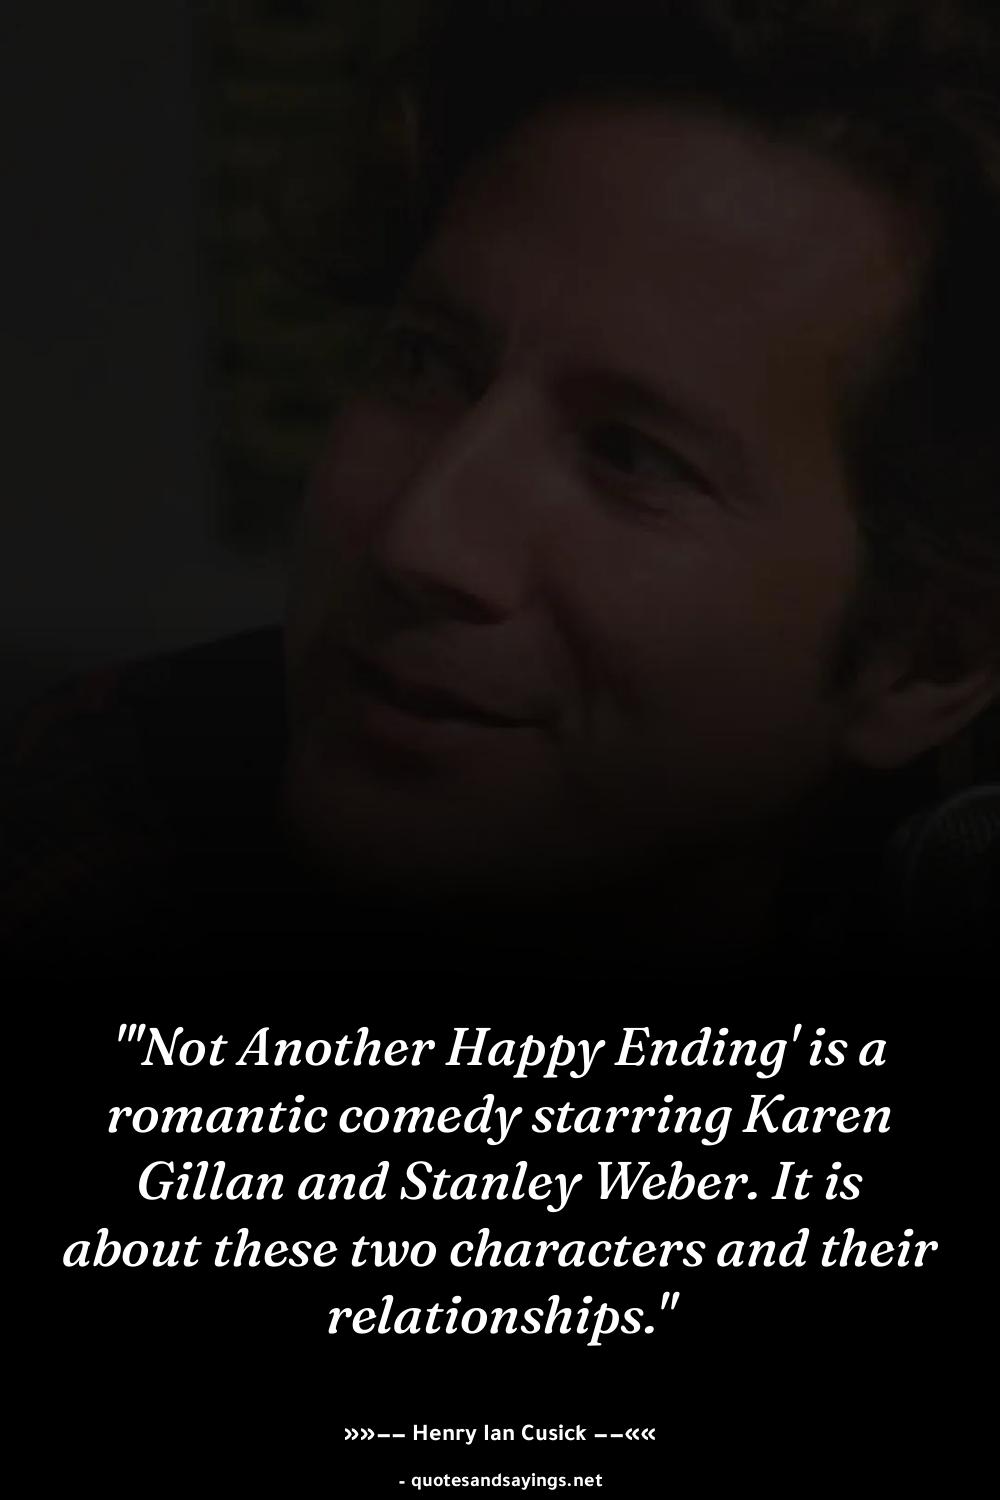 "'Not Another Happy Ending' is a
romantic comedy starring Karen
Gillan and Stanley Weber. It is
about these two characters and their
relationships."
»»−− Henry Ian Cusick −−««
- quotesandsayings.net